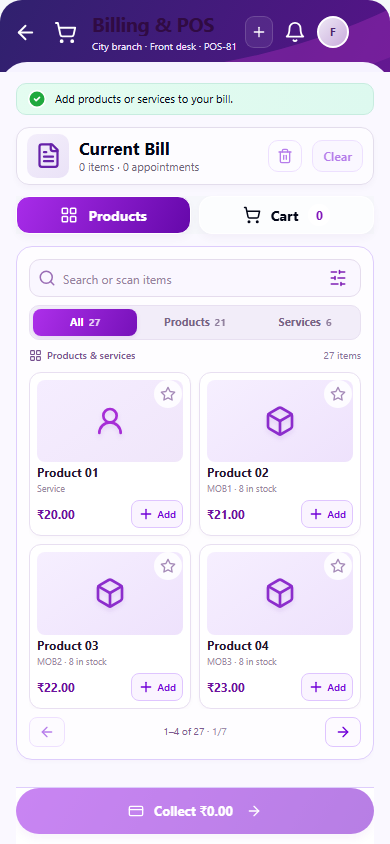 Billing & POS
City branch · Front desk · POS-81
F
Add products or services to your bill.
Current Bill
0 items · 0 appointments
Clear
Products
Cart 0
Search or scan items
All 27
Products 21
Services 6
Products & services
27 items
Product 01
Service
₹20.00
Add
Product 02
MOB1 · 8 in stock
₹21.00
Add
Product 03
MOB2 · 8 in stock
₹22.00
Add
Product 04
MOB3 · 8 in stock
₹23.00
Add
1–4 of 27 · 1/7
Collect ₹0.00